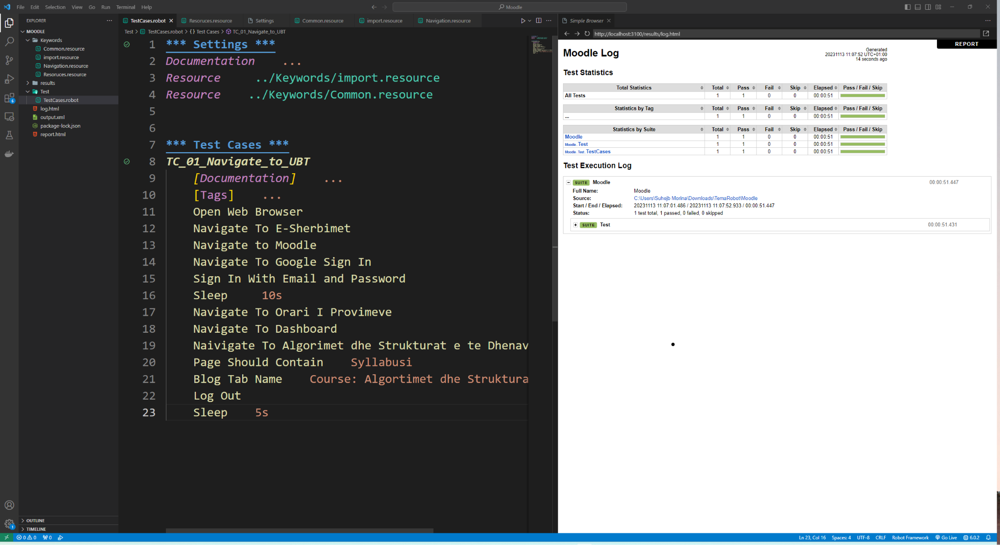 File Edit Selection View Go Run Terminal Help
Moodle
EXPLORER
MOODLE
Keywords
Common.resource
import.resource
Navigation.resource
Resoruces.resource
results
Test
TestCases.robot
log.html
output.xml
package-lock.json
report.html
OUTLINE
TIMELINE
6
1
TestCases.robot Resoruces.resource Settings Common.resource import.resource Navigation.resource
Test > TestCases.robot > {} Test Cases > TC_01_Navigate_to_UBT
1 *** Settings ***
2 Documentation ...
3 Resource ../Keywords/import.resource
4 Resource ../Keywords/Common.resource
5
6
7 *** Test Cases ***
8 TC_01_Navigate_to_UBT
9 [Documentation] ...
10 [Tags] ...
11 Open Web Browser
12 Navigate To E-Sherbimet
13 Navigate to Moodle
14 Navigate To Google Sign In
15 Sign In With Email and Password
16 Sleep 10s
17 Navigate To Orari I Provimeve
18 Navigate To Dashboard
19 Naivigate To Algorimet dhe Strukturat e te Dhenav
20 Page Should Contain Syllabusi
21 Blog Tab Name Course: Algortimet dhe Struktura
22 Log Out
23 Sleep 5s
Simple Browser
http://localhost:3100/results/log.html
REPORT
Moodle Log
Generated
20231113 11:07:52 UTC+01:00
14 seconds ago
Test Statistics
Total Statistics Total Pass Fail Skip Elapsed Pass / Fail / Skip
All Tests 1 1 0 0 00:00:51
Statistics by Tag Total Pass Fail Skip Elapsed Pass / Fail / Skip
... 1 1 0 0 00:00:51
Statistics by Suite Total Pass Fail Skip Elapsed Pass / Fail / Skip
Moodle 1 1 0 0 00:00:51
Moodle.Test 1 1 0 0 00:00:51
Moodle.Test.TestCases 1 1 0 0 00:00:51
Test Execution Log
SUITE Moodle 00:00:51.447
Full Name: Moodle
Source: C:\Users\Suhejb Morina\Downloads\TemaRobot\Moodle
Start / End / Elapsed: 20231113 11:07:01.486 / 20231113 11:07:52.933 / 00:00:51.447
Status: 1 test total, 1 passed, 0 failed, 0 skipped
SUITE Test 00:00:51.431
0 0 0 Ln 23, Col 16 Spaces: 4 UTF-8 CRLF Robot Framework Go Live 6.0.2